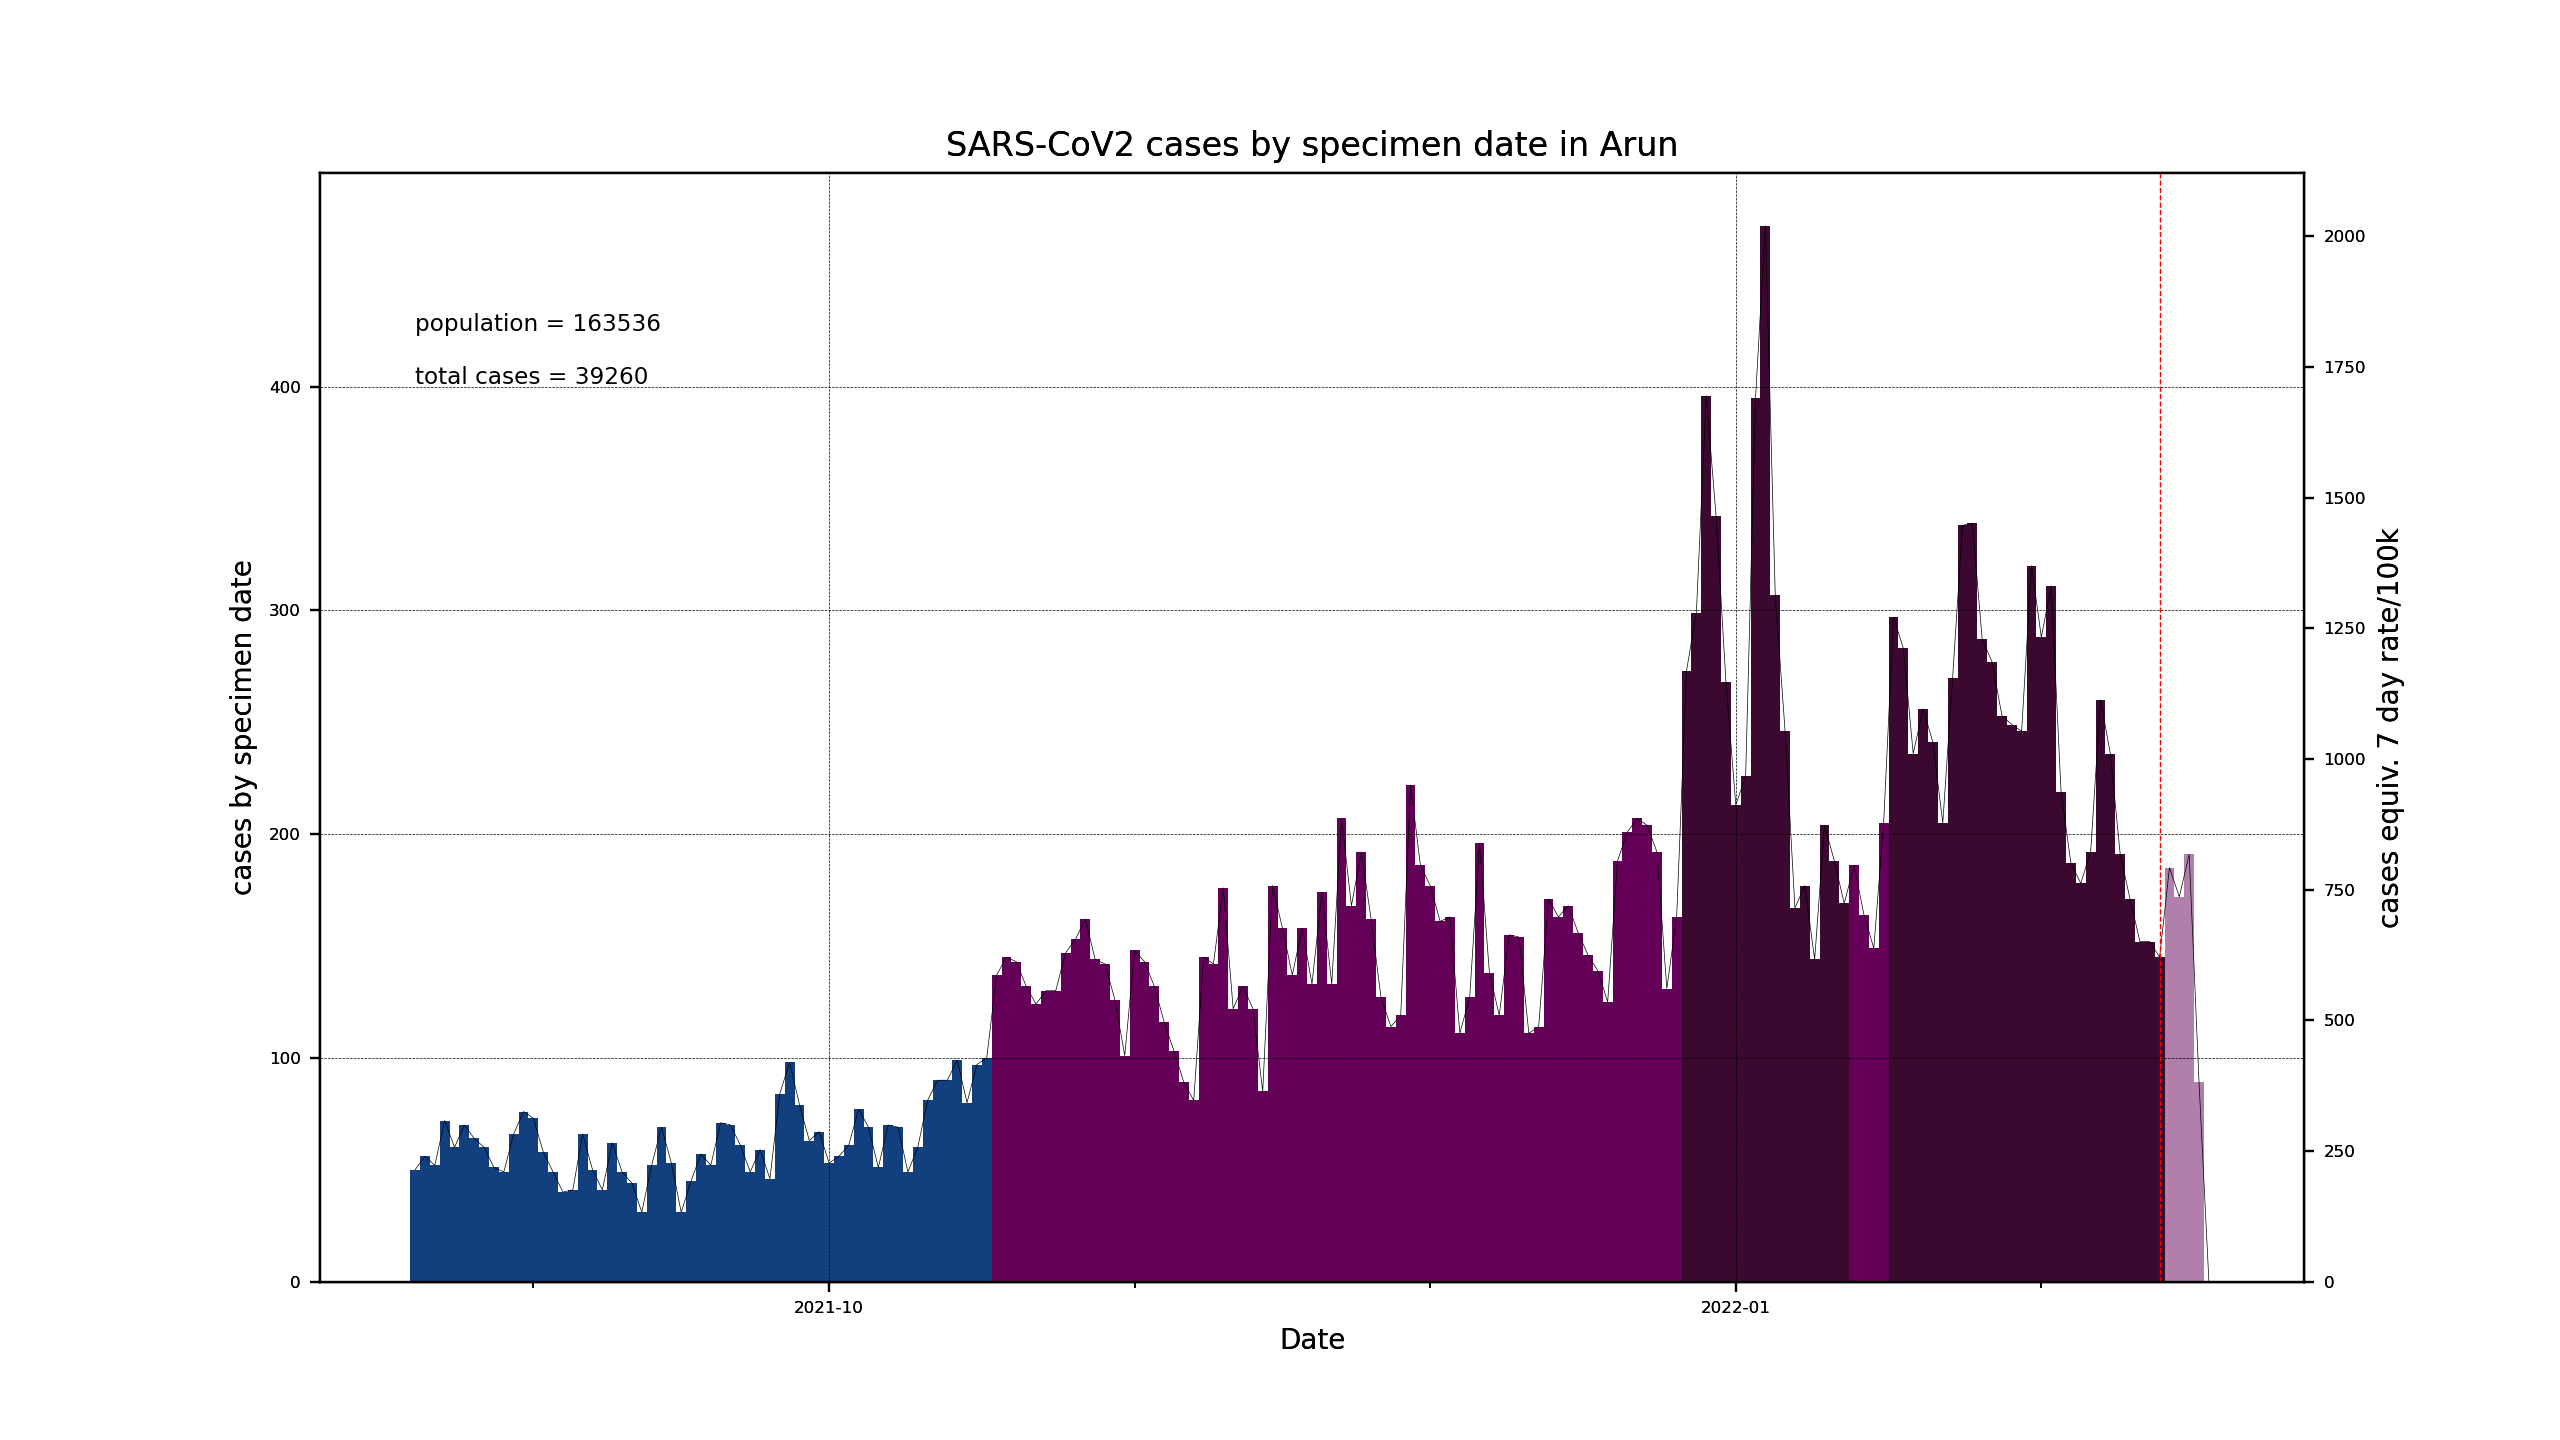 SARS-CoV2 cases by specimen date in Arun
population = 163536
total cases = 39260
cases by specimen date
400
300
200
100
0
2000
1750
1500
1250
1000
750
500
250
0
cases equiv. 7 day rate/100k
2021-10
2022-01
Date